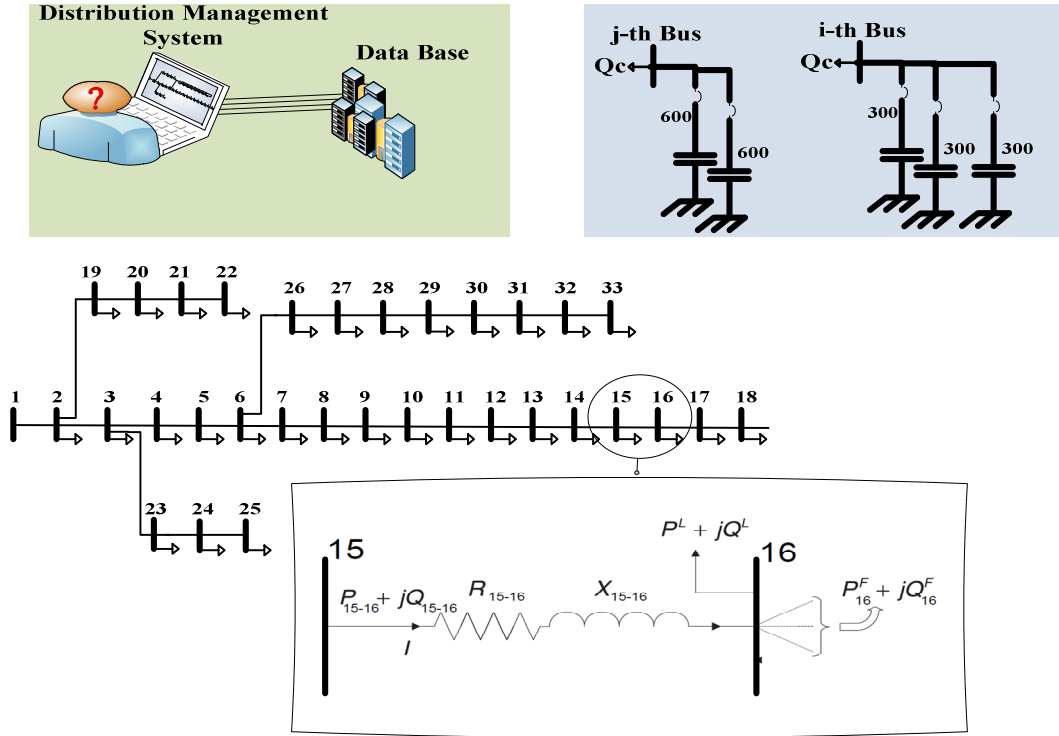 Distribution Management
System
Data Base
?
j-th Bus
Qc
600
600
i-th Bus
Qc
300
300
300
19 20 21 22
26 27 28 29 30 31 32 33
1 2 3 4 5 6 7 8 9 10 11 12 13 14 15 16 17 18
23 24 25
15
P15-16 + jQ15-16
I
R15-16
X15-16
P^L + jQ^L
16
P^F_16 + jQ^F_16